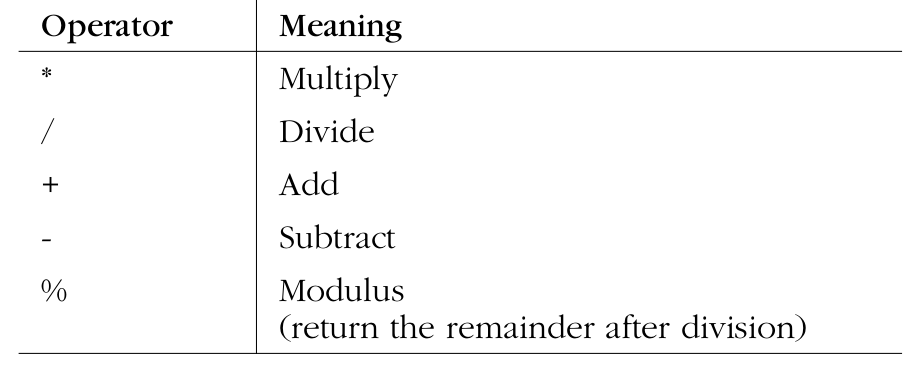 Operator Meaning
* Multiply
/ Divide
+ Add
- Subtract
% Modulus
(return the remainder after division)